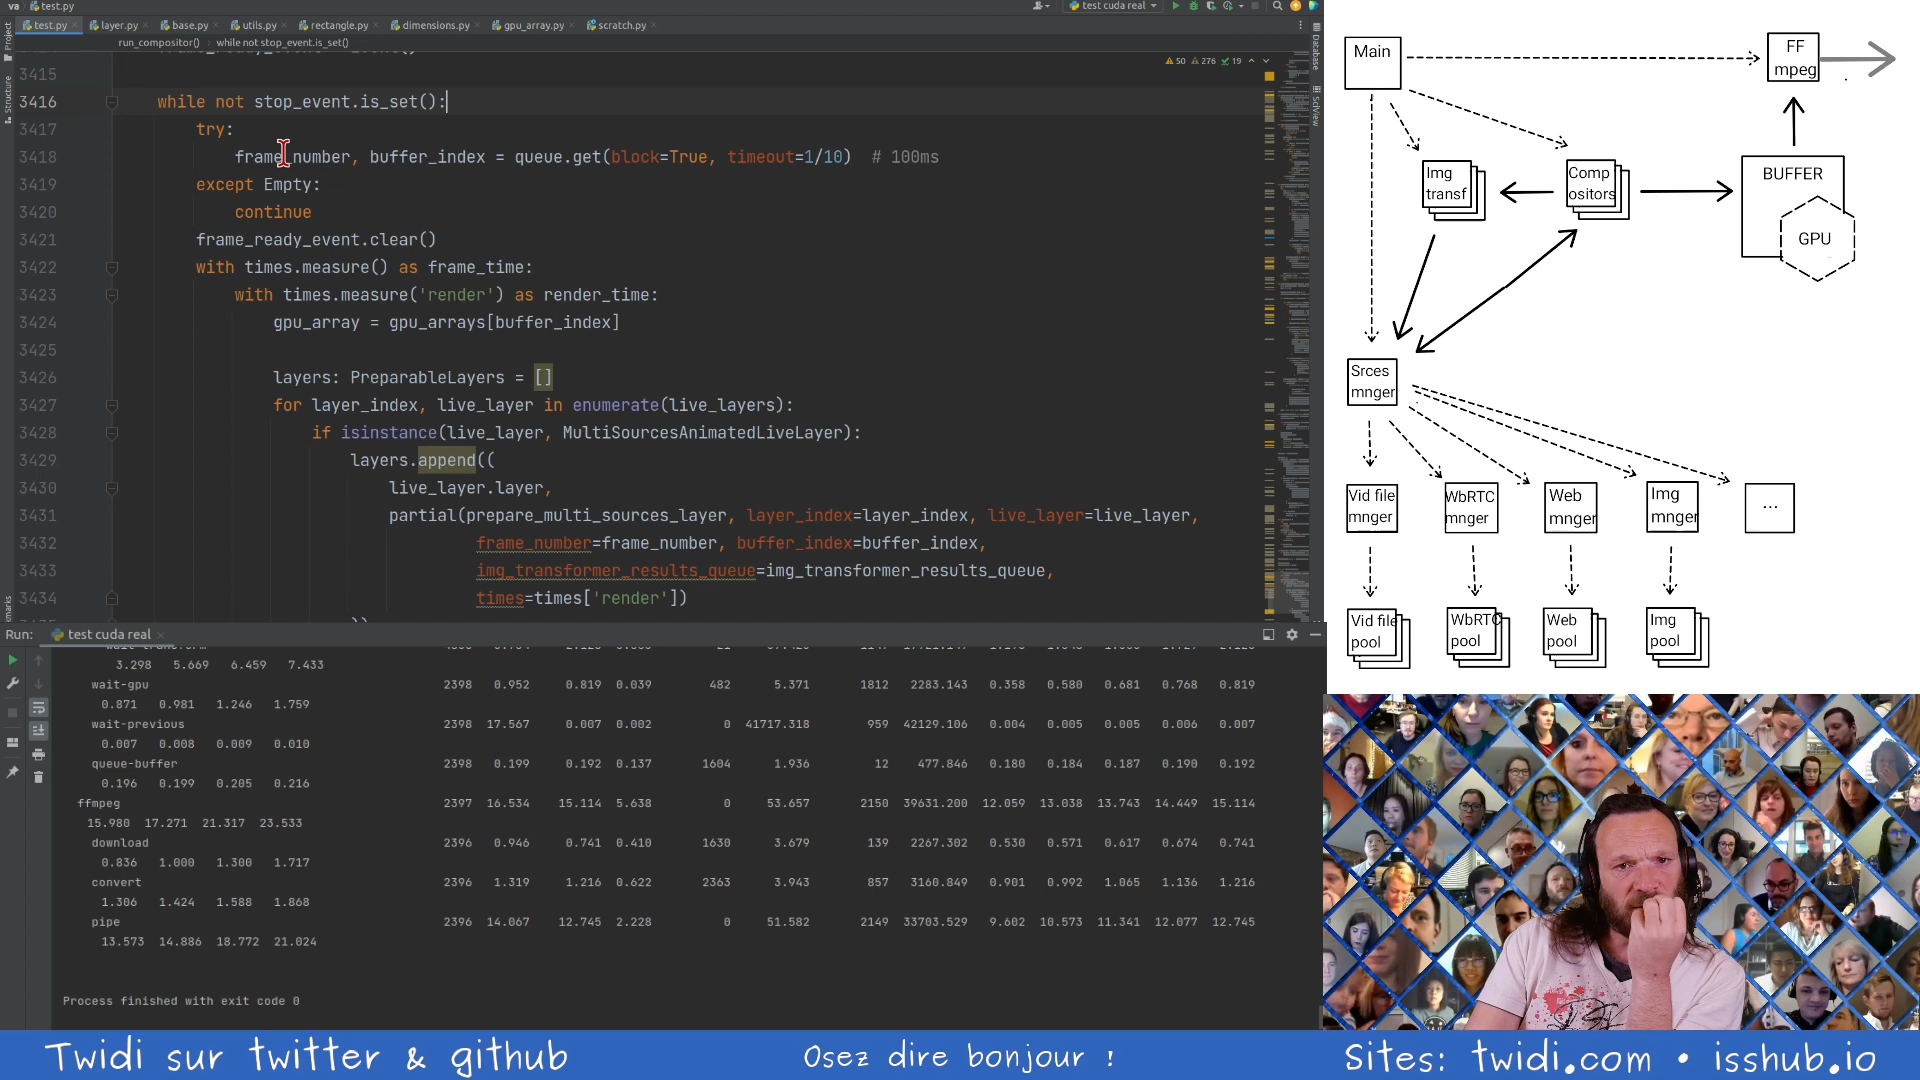 va test.py
test cuda real
test.py layer.py base.py utils.py rectangle.py dimensions.py gpu_array.py scratch.py
run_compositor() while not stop_event.is_set()
50 276 19
3415
3416 while not stop_event.is_set():
3417 try:
3418 frame_number, buffer_index = queue.get(block=True, timeout=1/10) # 100ms
3419 except Empty:
3420 continue
3421 frame_ready_event.clear()
3422 with times.measure() as frame_time:
3423 with times.measure('render') as render_time:
3424 gpu_array = gpu_arrays[buffer_index]
3425
3426 layers: PreparableLayers = []
3427 for layer_index, live_layer in enumerate(live_layers):
3428 if isinstance(live_layer, MultiSourcesAnimatedLiveLayer):
3429 layers.append((
3430 live_layer.layer,
3431 partial(prepare_multi_sources_layer, layer_index=layer_index, live_layer=live_layer,
3432 frame_number=frame_number, buffer_index=buffer_index,
3433 img_transformer_results_queue=img_transformer_results_queue,
3434 times=times['render'])
Project
Structure
Database
SciView
Run: test cuda real
3.298 5.669 6.459 7.433
wait-gpu 2398 0.952 0.819 0.039 482 5.371 1812 2283.143 0.358 0.580 0.681 0.768 0.819
0.871 0.981 1.246 1.759
wait-previous 2398 17.567 0.007 0.002 0 41717.318 959 42129.106 0.004 0.005 0.005 0.006 0.007
0.007 0.008 0.009 0.010
queue-buffer 2398 0.199 0.192 0.137 1604 1.936 12 477.846 0.180 0.184 0.187 0.190 0.192
0.196 0.199 0.205 0.216
ffmpeg 2397 16.534 15.114 5.638 0 53.657 2150 39631.200 12.059 13.038 13.743 14.449 15.114
15.980 17.271 21.317 23.533
download 2396 0.946 0.741 0.410 1630 3.679 139 2267.302 0.530 0.571 0.617 0.674 0.741
0.836 1.000 1.300 1.717
convert 2396 1.319 1.216 0.622 2363 3.943 857 3160.849 0.901 0.992 1.065 1.136 1.216
1.306 1.424 1.588 1.868
pipe 2396 14.067 12.745 2.228 0 51.582 2149 33703.529 9.602 10.573 11.341 12.077 12.745
13.573 14.886 18.772 21.024
Process finished with exit code 0
Main
FF
mpeg
Img
transf
Comp
ositors
BUFFER
GPU
Srces
mnger
Vid file
mnger
WbRTC
mnger
Web
mnger
Img
mnger
...
Vid file
pool
WbRTC
pool
Web
pool
Img
pool
Twidi sur twitter & github
Osez dire bonjour !
Sites: twidi.com • isshub.io